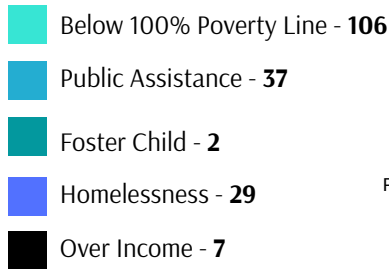 Below 100% Poverty Line - 106
Public Assistance - 37
Foster Child - 2
Homelessness - 29
Over Income - 7